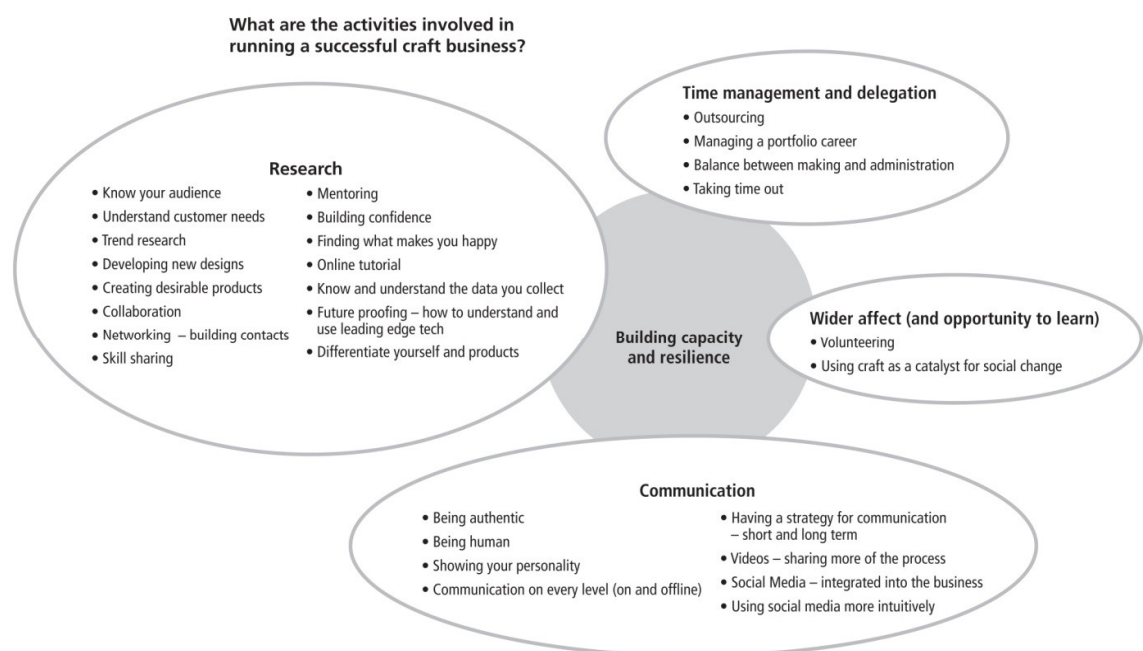 What are the activities involved in
running a successful craft business?
Time management and delegation
• Outsourcing
• Managing a portfolio career
• Balance between making and administration
• Taking time out
Research
• Know your audience
• Understand customer needs
• Trend research
• Developing new designs
• Creating desirable products
• Collaboration
• Networking – building contacts
• Skill sharing
• Mentoring
• Building confidence
• Finding what makes you happy
• Online tutorial
• Know and understand the data you collect
• Future proofing – how to understand and
use leading edge tech
• Differentiate yourself and products
Building capacity
and resilience
Wider affect (and opportunity to learn)
• Volunteering
• Using craft as a catalyst for social change
Communication
• Being authentic
• Being human
• Showing your personality
• Communication on every level (on and offline)
• Having a strategy for communication
– short and long term
• Videos – sharing more of the process
• Social Media – integrated into the business
• Using social media more intuitively